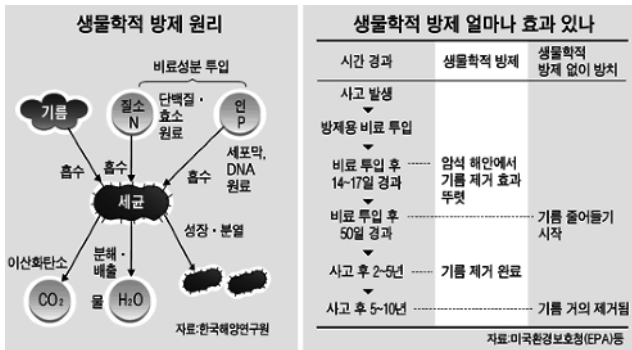 생물학적 방제 원리
비료성분 투입
기름
질소
N
단백질·
효소
원료
인
P
흡수
흡수
흡수
세포막,
DNA
원료
세균
이산화탄소
분해·
배출
성장·분열
CO₂
물
H₂O
자료:한국해양연구원
생물학적 방제 얼마나 효과 있나
시간 경과
생물학적 방제
생물학적
방제 없이 방치
사고 발생
방제용 비료 투입
비료 투입 후
14~17일 경과
암석 해안에서
기름 제거 효과
뚜렷
비료 투입 후
50일 경과
기름 줄어들기
시작
사고 후 2~5년
기름 제거 완료
사고 후 5~10년
기름 거의 제거됨
자료:미국환경보호청(EPA)등